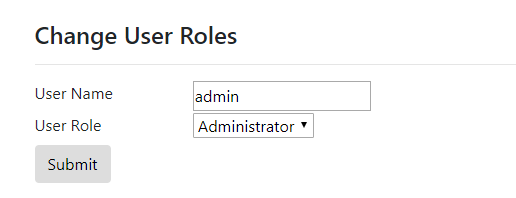 Change User Roles
User Name admin
User Role Administrator
Submit